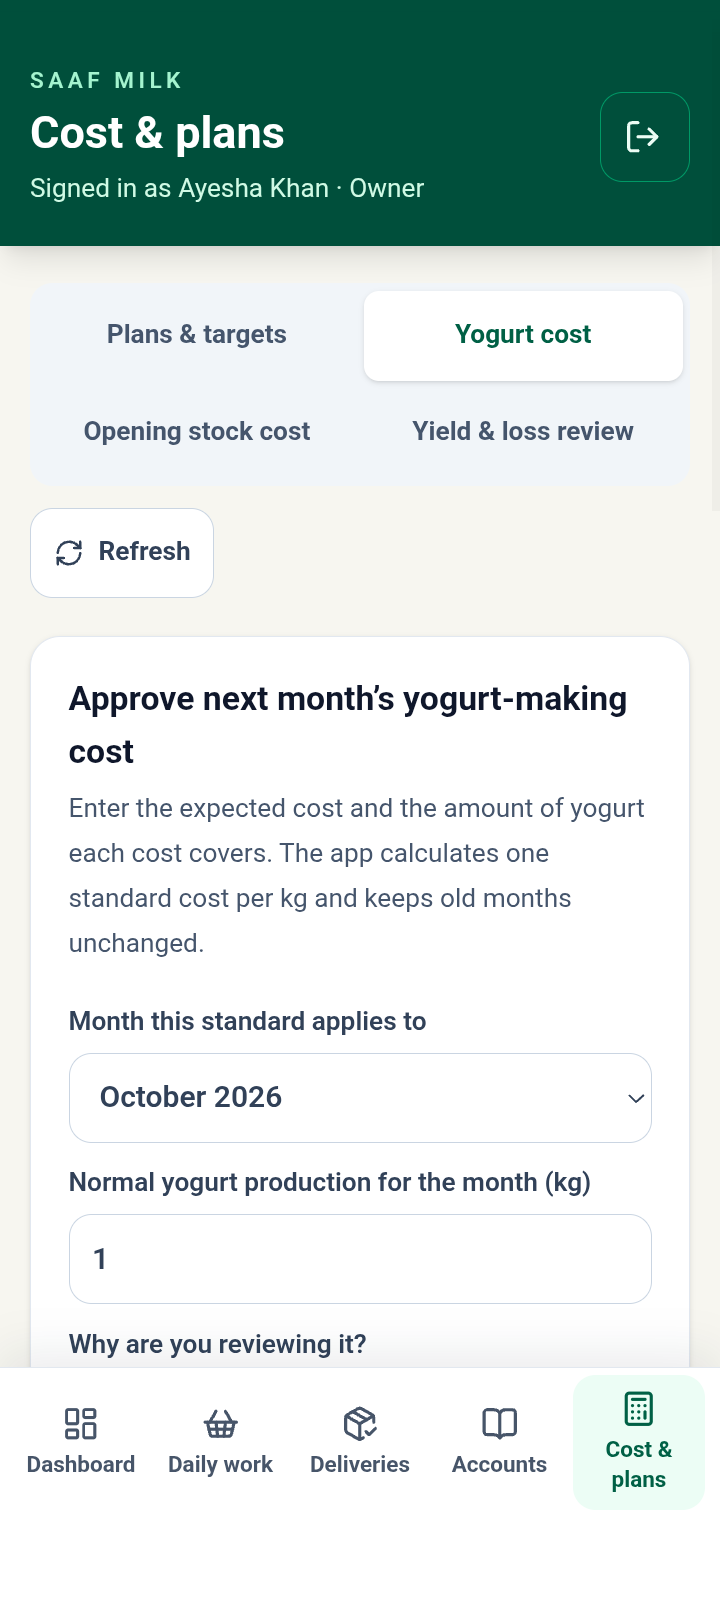 SAAF MILK
Cost & plans
Signed in as Ayesha Khan · Owner
Plans & targets
Yogurt cost
Opening stock cost
Yield & loss review
Refresh
Approve next month’s yogurt-making
cost
Enter the expected cost and the amount of yogurt
each cost covers. The app calculates one
standard cost per kg and keeps old months
unchanged.
Month this standard applies to
October 2026
Normal yogurt production for the month (kg)
1
Why are you reviewing it?
Dashboard
Daily work
Deliveries
Accounts
Cost &
plans